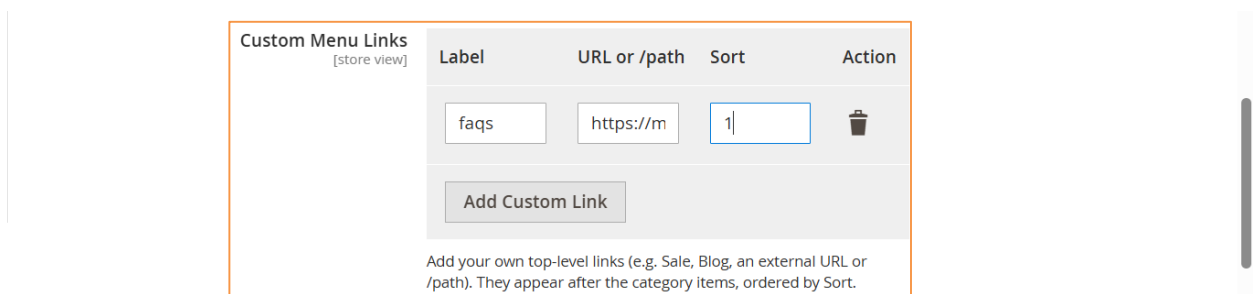 Custom Menu Links
[store view]
Label URL or /path Sort Action
faqs https://m 1
Add Custom Link
Add your own top-level links (e.g. Sale, Blog, an external URL or
/path). They appear after the category items, ordered by Sort.